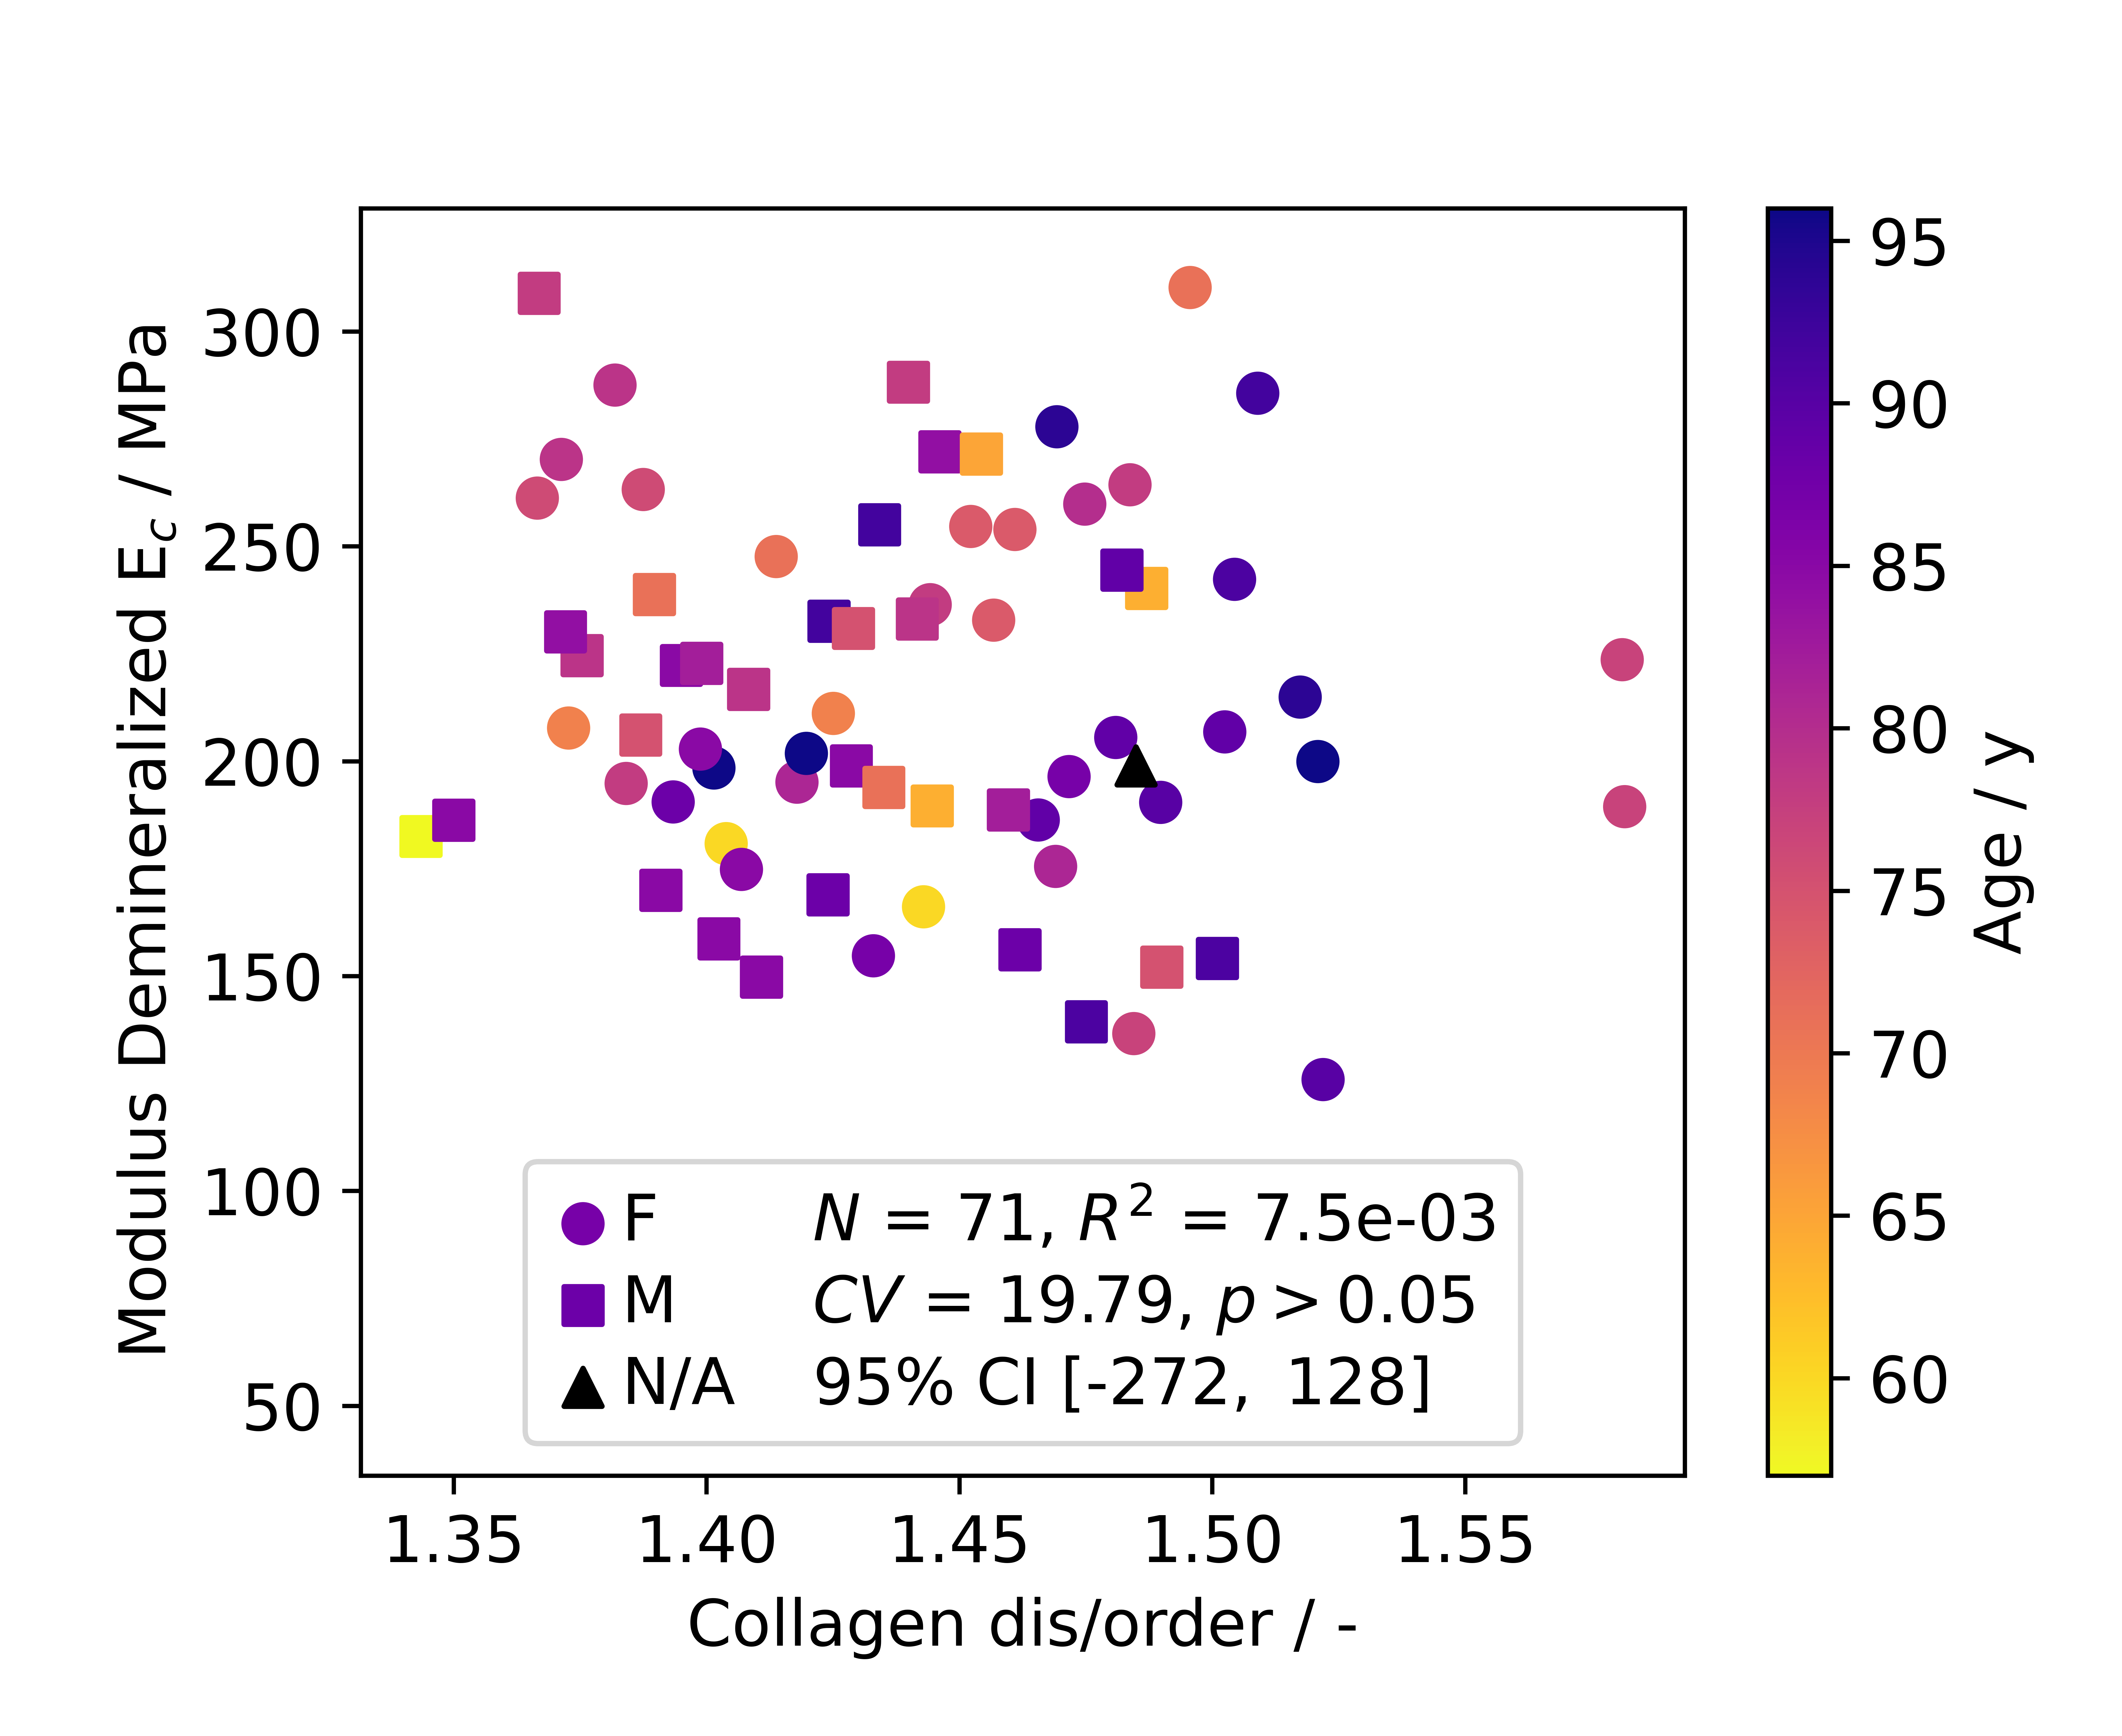 Modulus Demineralized E_c / MPa
300
250
200
150
100
50
F
M
N/A
N = 71, R² = 7.5e-03
CV = 19.79, p > 0.05
95% CI [-272, 128]
1.35 1.40 1.45 1.50 1.55
Collagen dis/order / -
95
90
85
80
75
70
65
60
Age / y